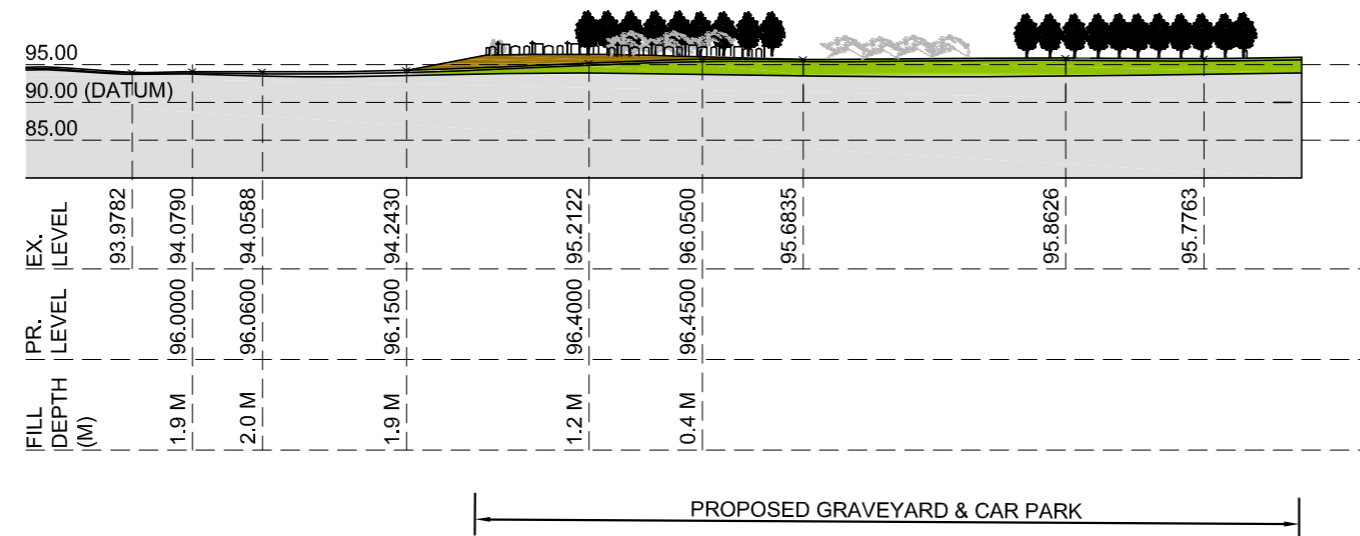 95.00
90.00 (DATUM)
85.00
EX.
LEVEL
93.9782
94.0790
94.0588
94.2430
95.2122
96.0500
95.6835
95.8626
95.7763
PR.
LEVEL
96.0000
96.0600
96.1500
96.4000
96.4500
FILL
DEPTH
(M)
1.9 M
2.0 M
1.9 M
1.2 M
0.4 M
PROPOSED GRAVEYARD & CAR PARK